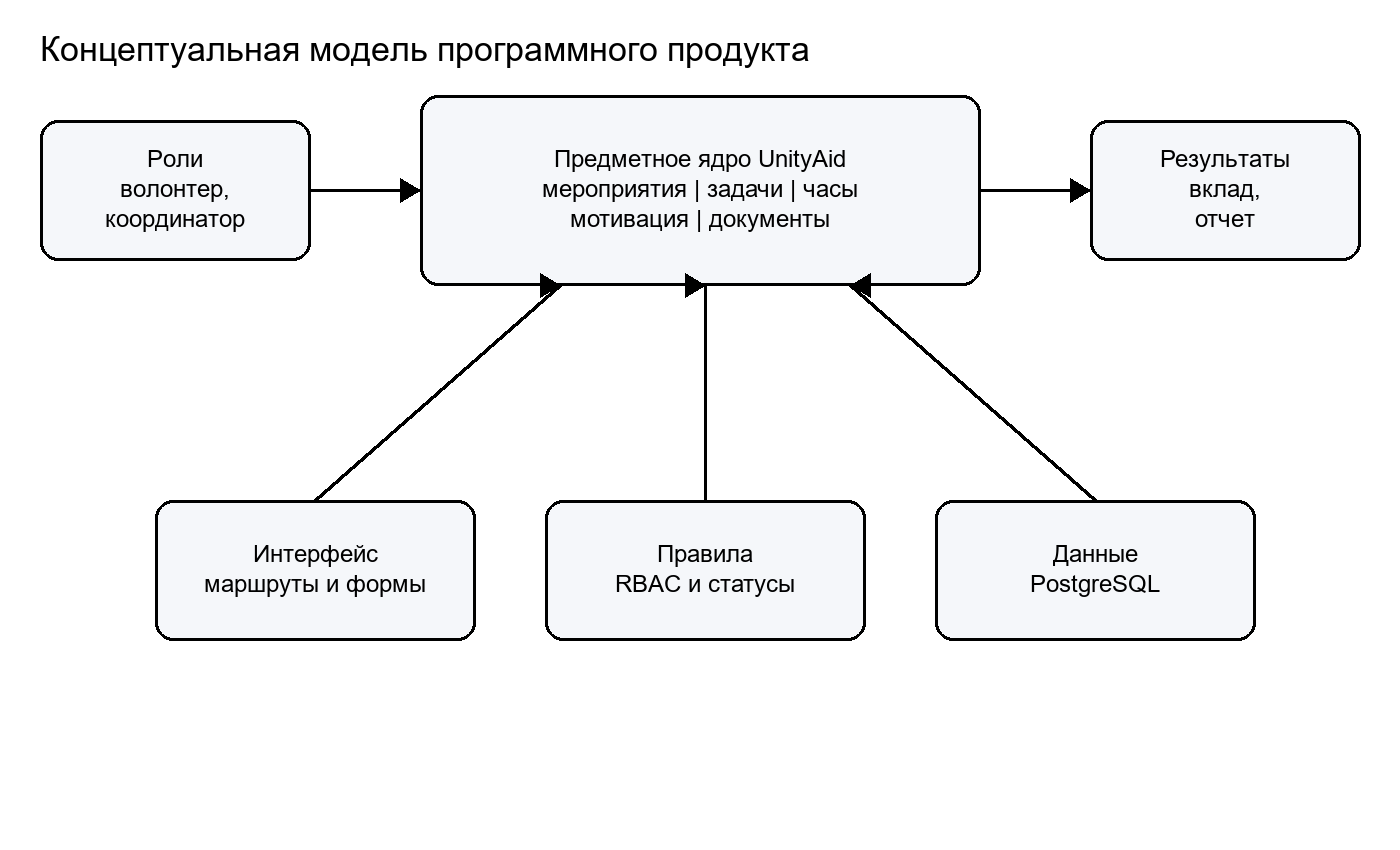 Концептуальная модель программного продукта
Роли
волонтер,
координатор
Предметное ядро UnityAid
мероприятия | задачи | часы
мотивация | документы
Результаты
вклад,
отчет
Интерфейс
маршруты и формы
Правила
RBAC и статусы
Данные
PostgreSQL